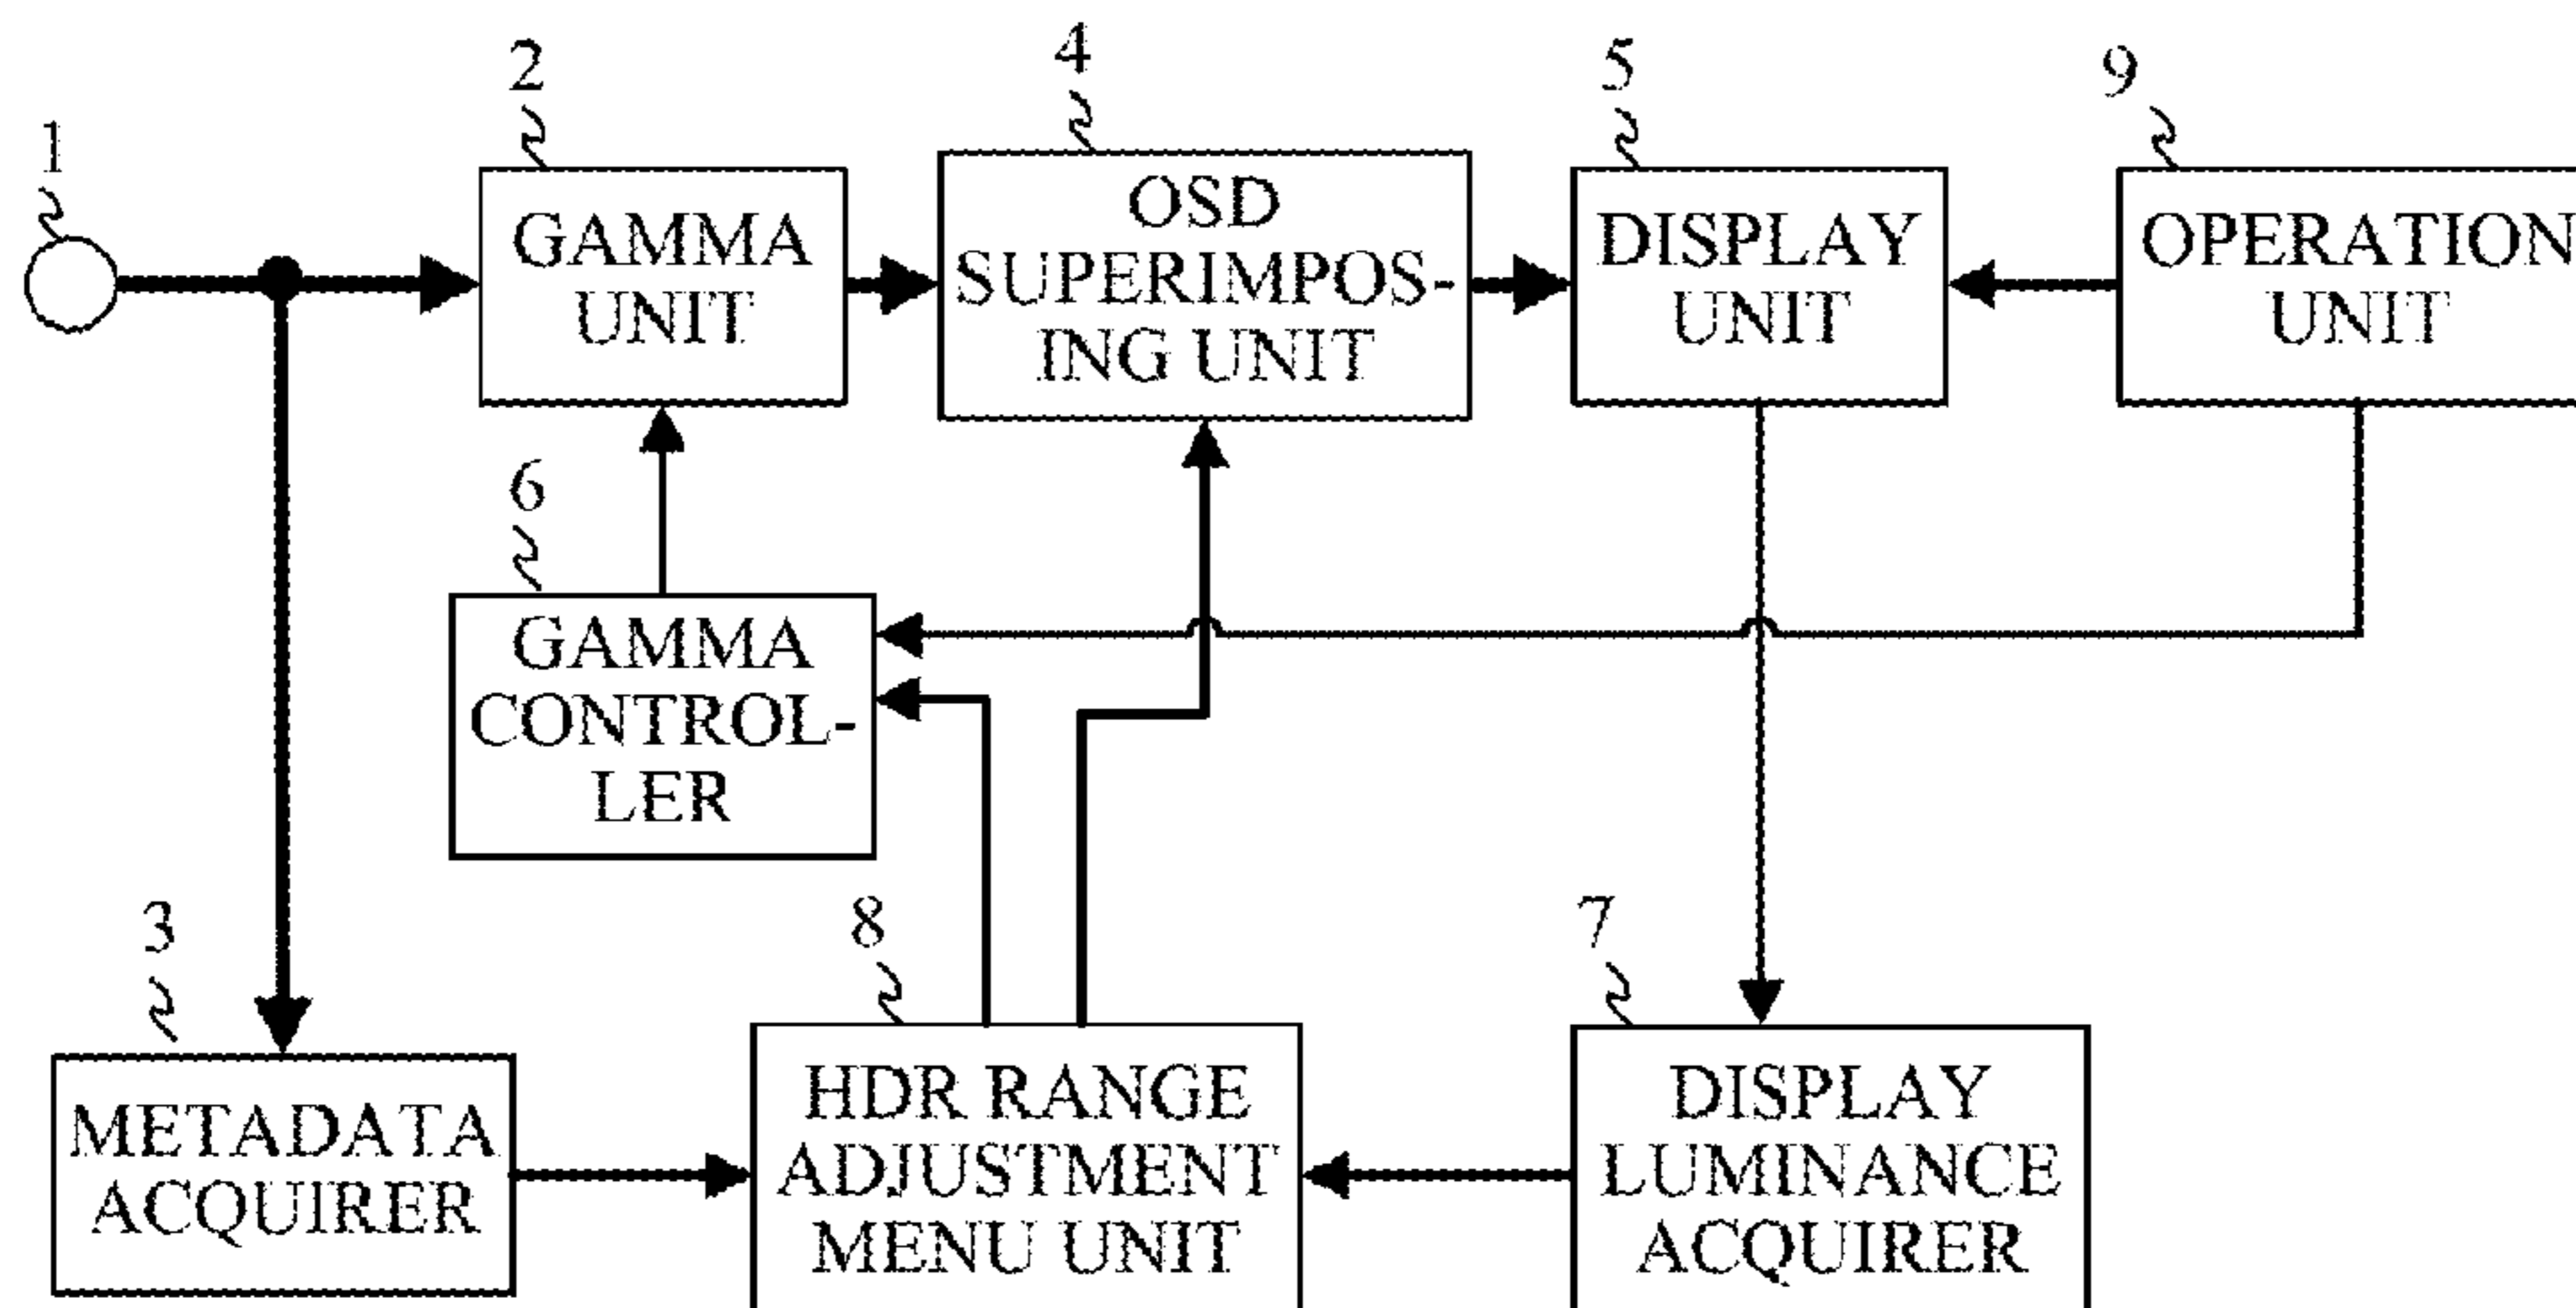 1
2
GAMMA
UNIT
4
OSD
SUPERIMPOS-
ING UNIT
5
DISPLAY
UNIT
9
OPERATION
UNIT
6
GAMMA
CONTROL-
LER
3
METADATA
ACQUIRER
8
HDR RANGE
ADJUSTMENT
MENU UNIT
7
DISPLAY
LUMINANCE
ACQUIRER